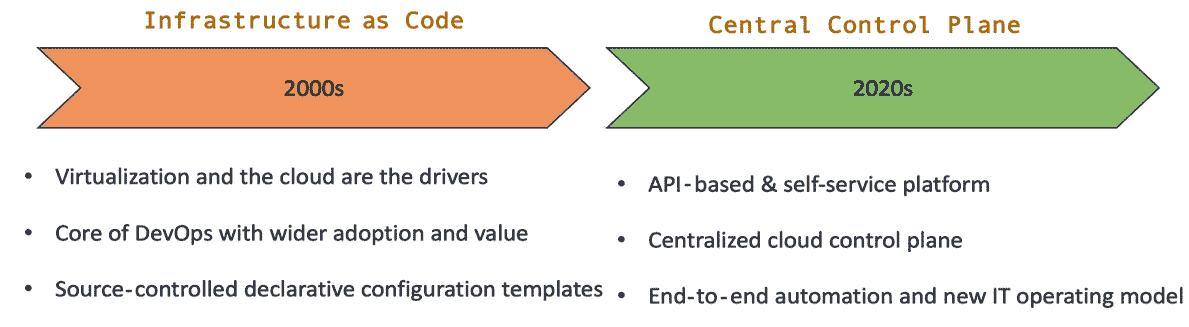 Infrastructure as Code
2000s
• Virtualization and the cloud are the drivers
• Core of DevOps with wider adoption and value
• Source-controlled declarative configuration templates
Central Control Plane
2020s
• API-based & self-service platform
• Centralized cloud control plane
• End-to-end automation and new IT operating model